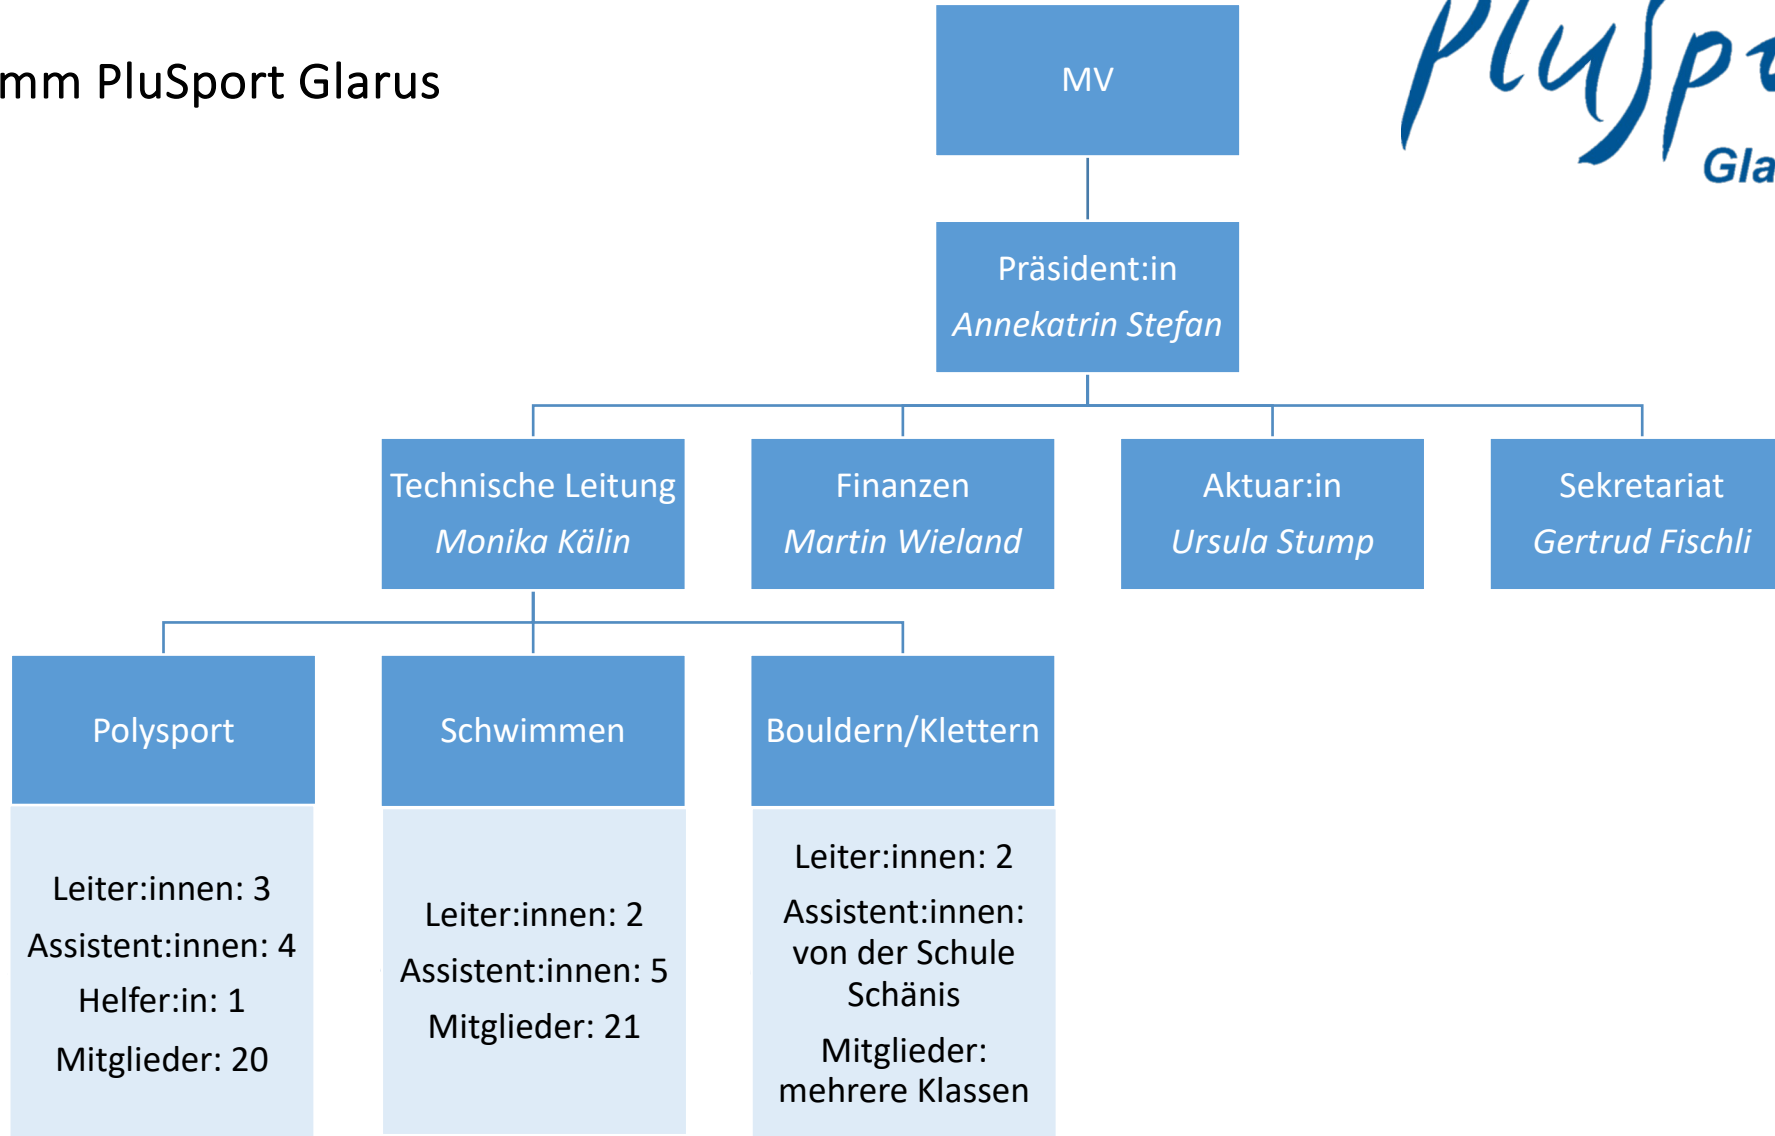 mm PluSport Glarus
MV
PluSpo
Gla
Präsident:in
Annekatrin Stefan
Technische Leitung
Monika Kälin
Finanzen
Martin Wieland
Aktuar:in
Ursula Stump
Sekretariat
Gertrud Fischli
Polysport
Leiter:innen: 3
Assistent:innen: 4
Helfer:in: 1
Mitglieder: 20
Schwimmen
Leiter:innen: 2
Assistent:innen: 5
Mitglieder: 21
Bouldern/Klettern
Leiter:innen: 2
Assistent:innen:
von der Schule
Schänis
Mitglieder:
mehrere Klassen